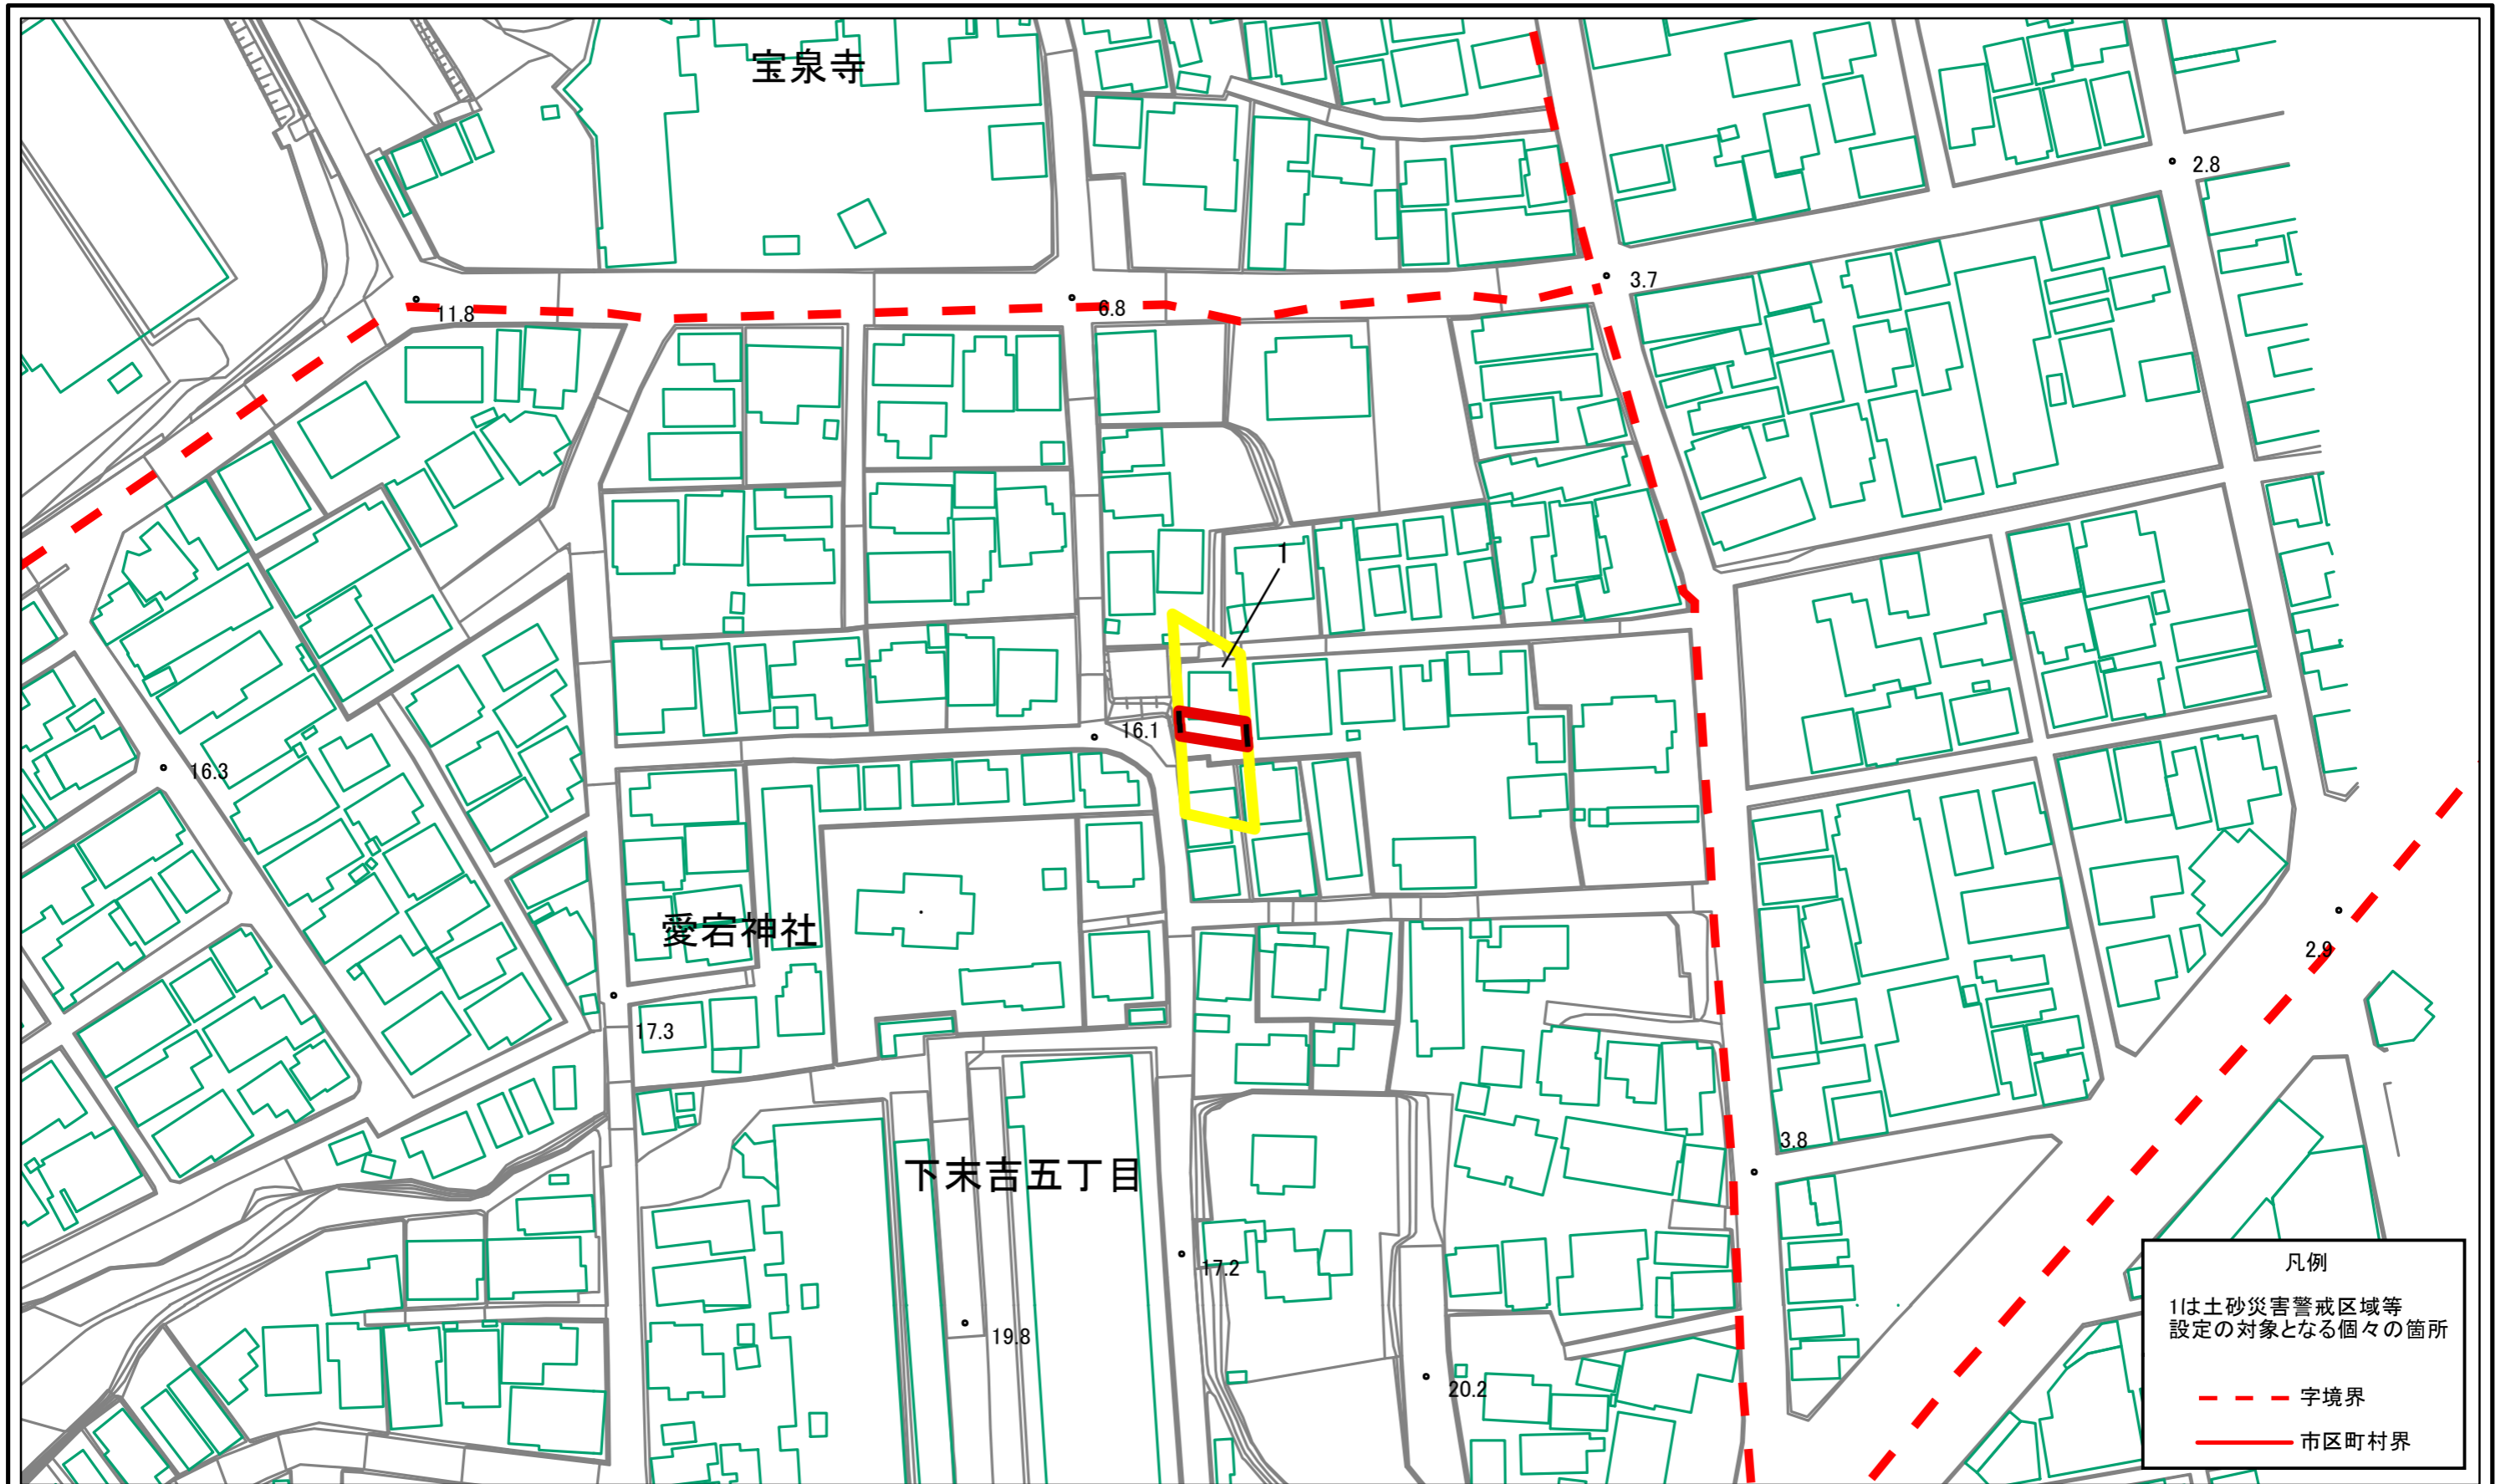 宝泉寺
2.8
3.7
11.8
6.8
1
16.1
16.3
愛宕神社
2.9
17.3
3.8
下末吉五丁目
17.2
19.8
20.2
凡例
1は土砂災害警戒区域等
設定の対象となる個々の箇所
字境界
市区町村界